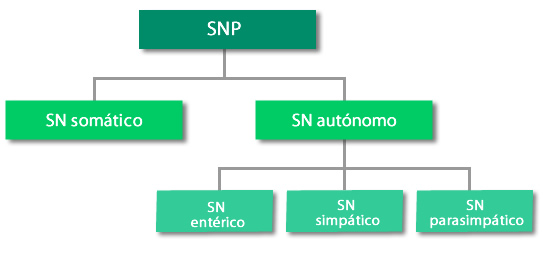 SNP
SN somático
SN autónomo
SN
entérico
SN
simpático
SN
parasimpático